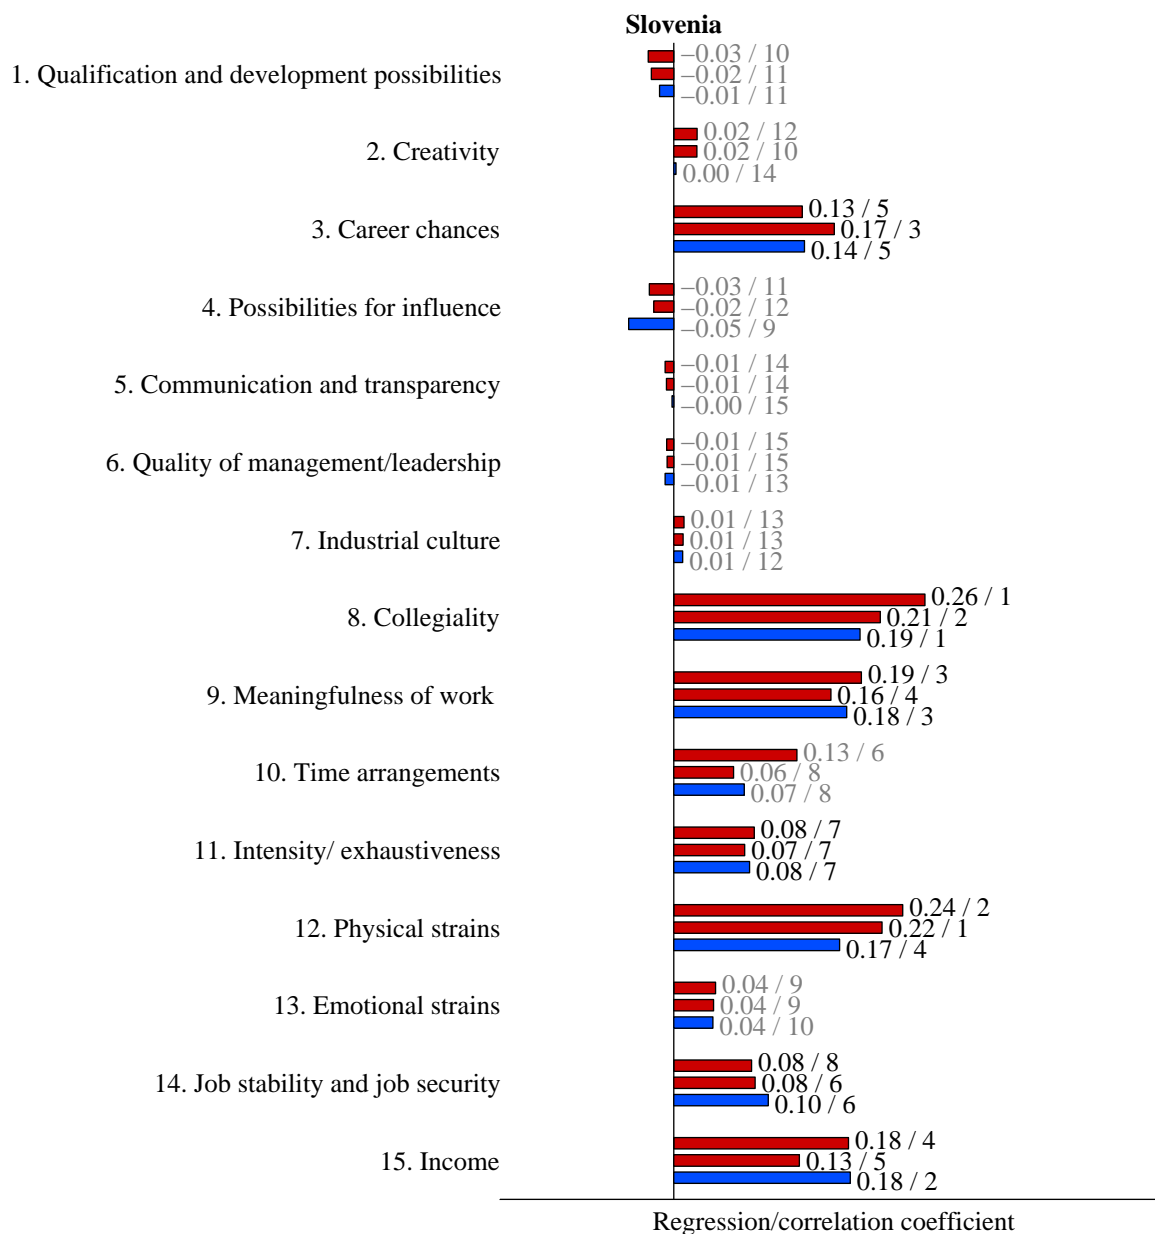 Slovenia
1. Qualification and development possibilities
–0.03 / 10
–0.02 / 11
–0.01 / 11
2. Creativity
0.02 / 12
0.02 / 10
0.00 / 14
3. Career chances
0.13 / 5
0.17 / 3
0.14 / 5
4. Possibilities for influence
–0.03 / 11
–0.02 / 12
–0.05 / 9
5. Communication and transparency
–0.01 / 14
–0.01 / 14
–0.00 / 15
6. Quality of management/leadership
–0.01 / 15
–0.01 / 15
–0.01 / 13
7. Industrial culture
0.01 / 13
0.01 / 13
0.01 / 12
8. Collegiality
0.26 / 1
0.21 / 2
0.19 / 1
9. Meaningfulness of work
0.19 / 3
0.16 / 4
0.18 / 3
10. Time arrangements
0.13 / 6
0.06 / 8
0.07 / 8
11. Intensity/ exhaustiveness
0.08 / 7
0.07 / 7
0.08 / 7
12. Physical strains
0.24 / 2
0.22 / 1
0.17 / 4
13. Emotional strains
0.04 / 9
0.04 / 9
0.04 / 10
14. Job stability and job security
0.08 / 8
0.08 / 6
0.10 / 6
15. Income
0.18 / 4
0.13 / 5
0.18 / 2
Regression/correlation coefficient